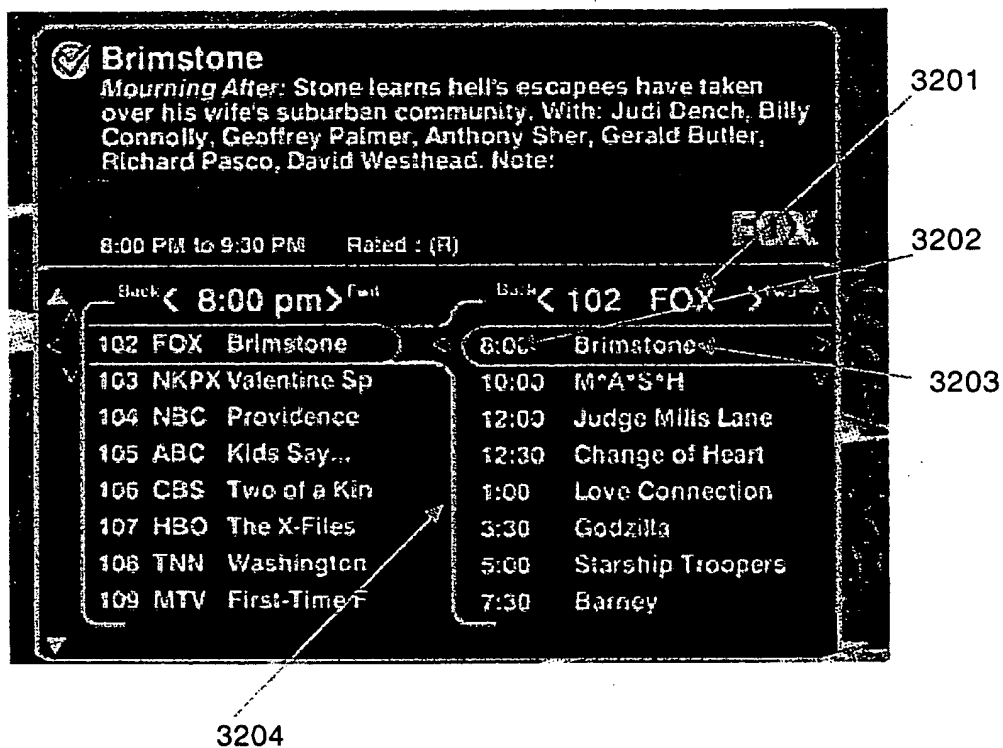 Brimstone
Mourning After: Stone learns hell's escapees have taken
over his wife's suburban community. With: Judi Dench, Billy
Connolly, Geoffrey Palmer, Anthony Sher, Gerald Butler,
Richard Pasco, David Westhead. Note:
FOX
8:00 PM to 9:30 PM Rated : (R)
Back < 8:00 pm > Fwd
Back < 102 FOX > Fwd
102 FOX Brimstone
103 NKPX Valentine Sp
104 NBC Providence
105 ABC Kids Say...
106 CBS Two of a Kin
107 HBO The X-Files
108 TNN Washington
109 MTV First-Time F
8:00 Brimstone
10:00 M*A*S*H
12:00 Judge Mills Lane
12:30 Change of Heart
1:00 Love Connection
3:30 Godzilla
5:00 Starship Troopers
7:30 Barney
3201
3202
3203
3204